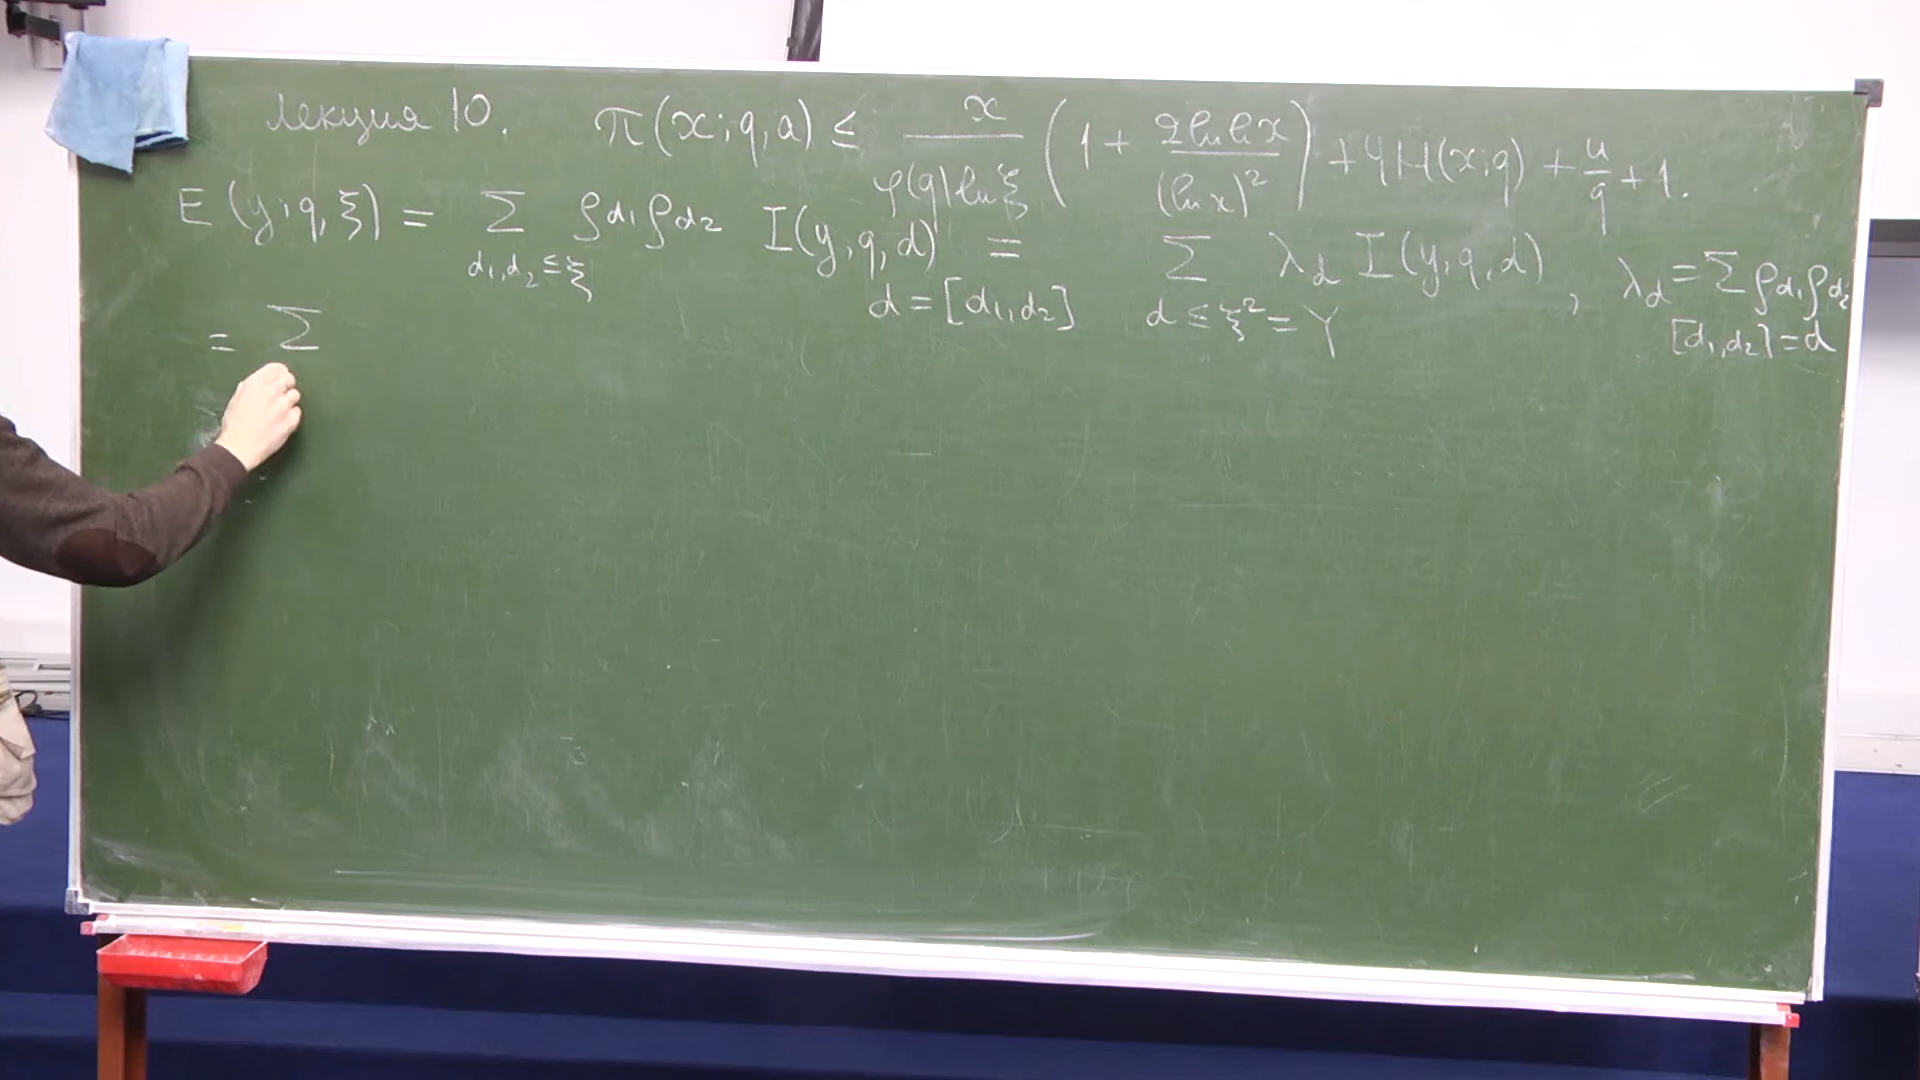 лекция 10. π(x; q, a) ≤ x / (φ(q) ln ξ) (1 + 2 ln ln x / (ln x)²) + 4H(x; q) + u/q + 1.
E(y; q, ξ) = Σ_{d₁,d₂ ≤ ξ} ρ_{d₁} ρ_{d₂} I(y, q, d) = Σ_{d ≤ ξ² = Y} λ_d I(y, q, d), λ_d = Σ_{[d₁,d₂] = d} ρ_{d₁} ρ_{d₂}
d = [d₁, d₂]
= Σ